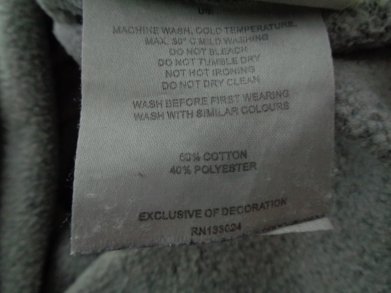 MACHINE WASH, COLD TEMPERATURE,
MAX. 30° C MILD WASHING
DO NOT BLEACH
DO NOT TUMBLE DRY
NOT HOT IRONING
DO NOT DRY CLEAN
WASH BEFORE FIRST WEARING
WASH WITH SIMILAR COLOURS
60% COTTON
40% POLYESTER
EXCLUSIVE OF DECORATION
RN133024